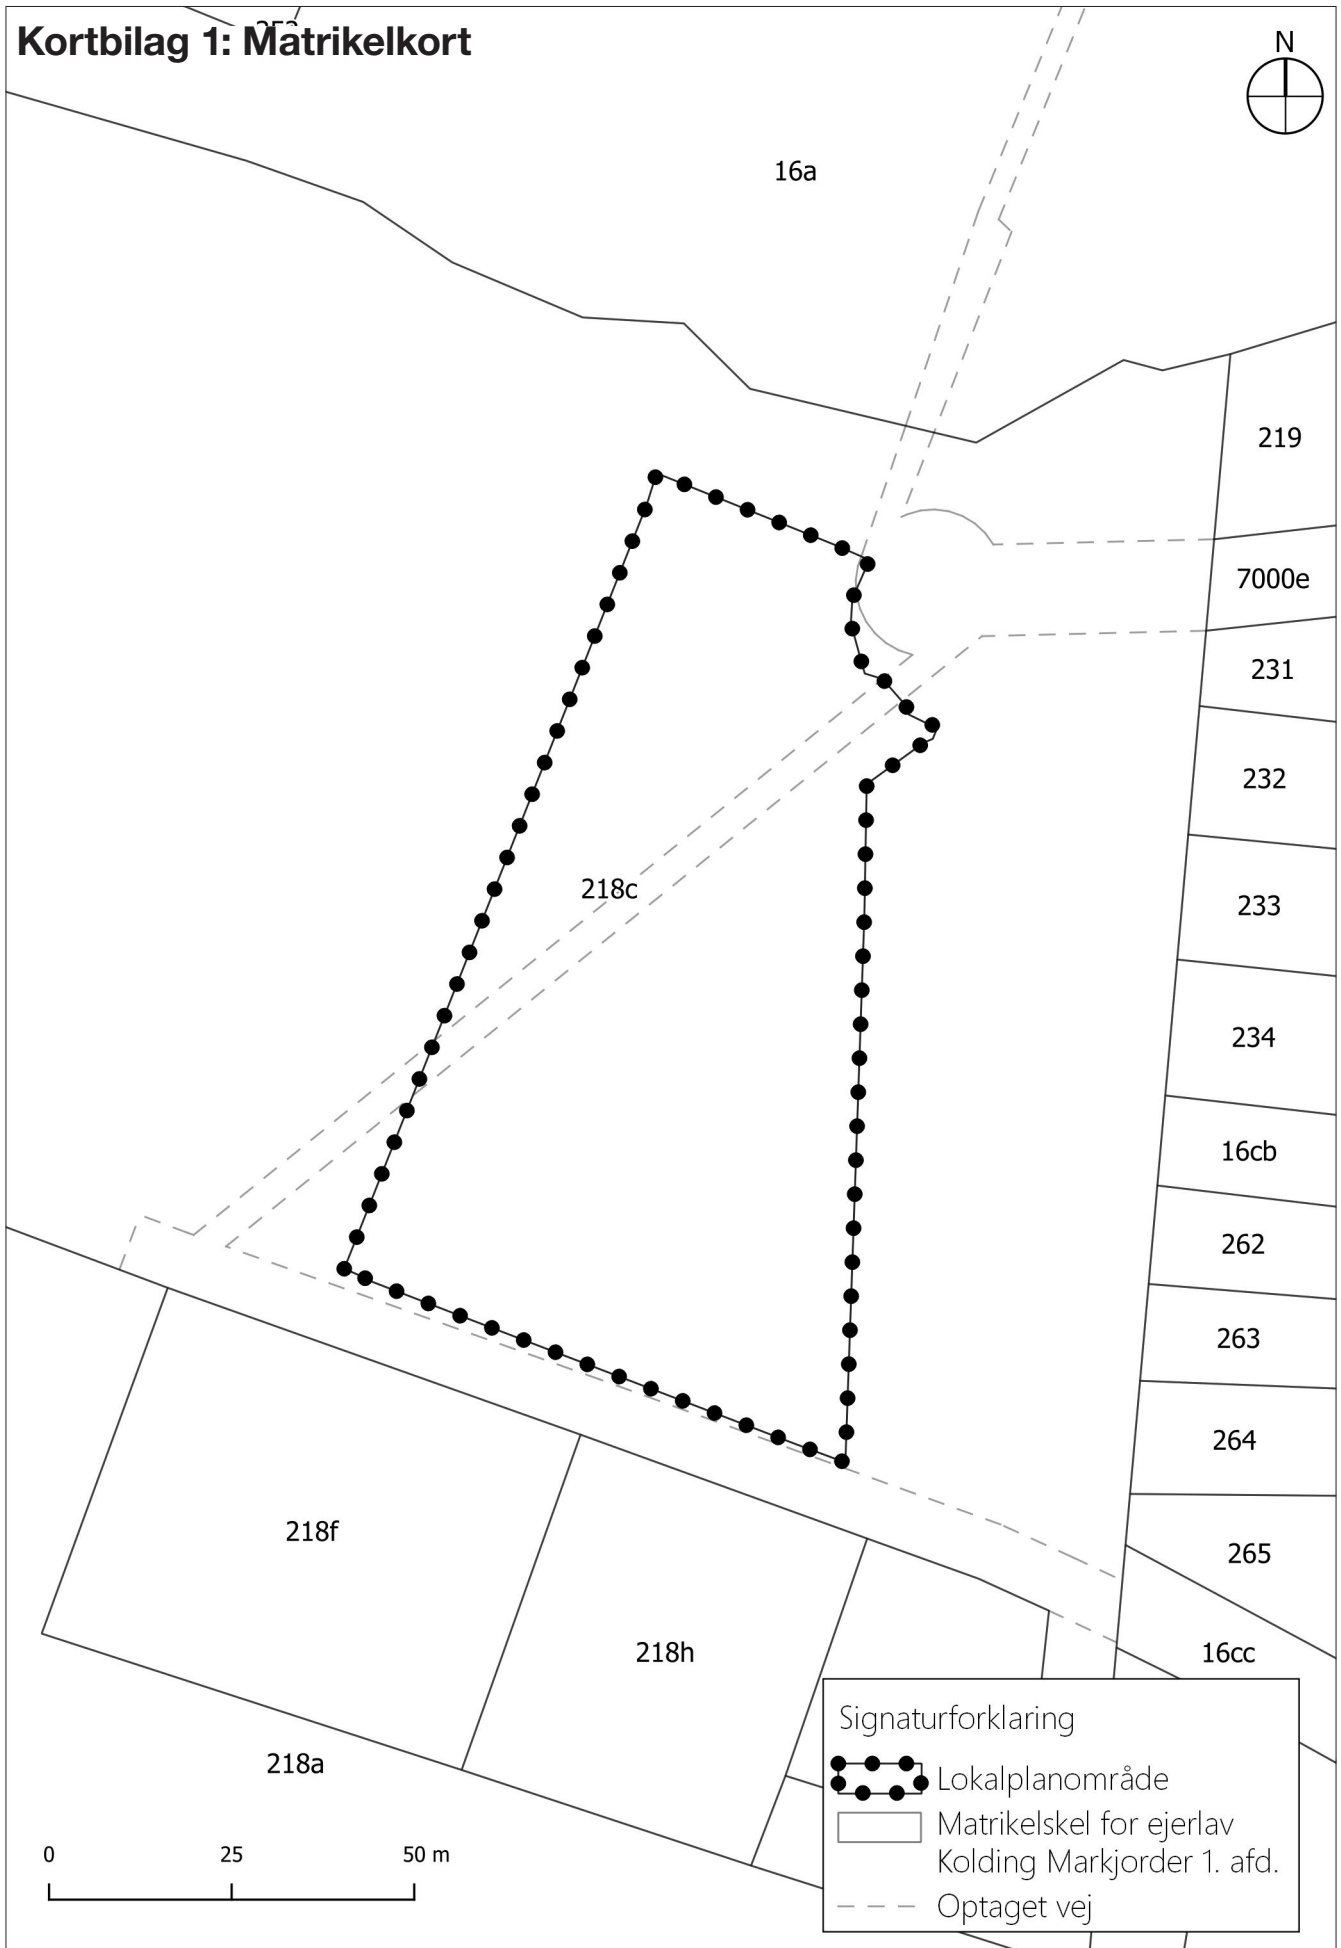 Kortbilag 1: Matrikelkort
N
16a
219
7000e
231
232
218c
233
234
16cb
262
263
264
218f
265
218h
16cc
218a
Signaturforklaring
Lokalplanområde
Matrikelskel for ejerlav
Kolding Markjorder 1. afd.
Optaget vej
0 25 50 m